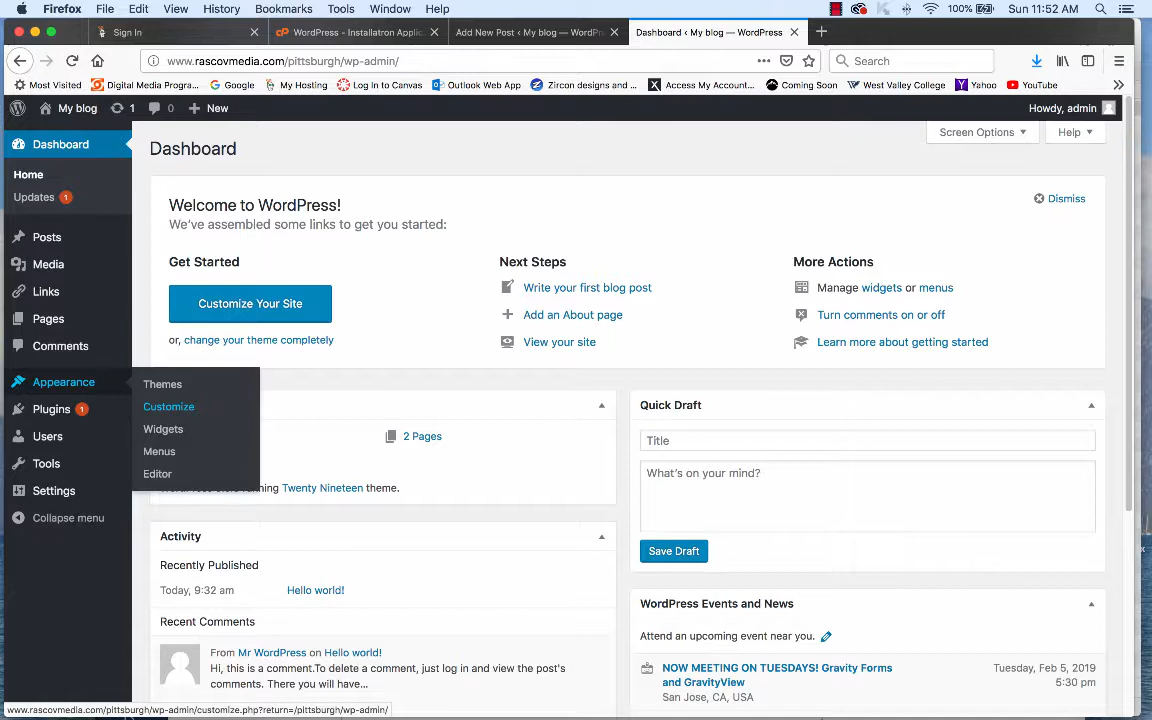 Firefox File Edit View History Bookmarks Tools Window Help
100% Sun 11:52 AM
Sign In
WordPress - Installatron Applic
Add New Post ‹ My blog — WordPr
Dashboard ‹ My blog — WordPress
www.rascovmedia.com/pittsburgh/wp-admin/
Search
Most Visited
Digital Media Progra...
Google
My Hosting
Log In to Canvas
Outlook Web App
Zircon designs and ...
Access My Account...
Coming Soon
West Valley College
Yahoo
YouTube
My blog 1 0 New
Howdy, admin
Dashboard
Home
Updates 1
Posts
Media
Links
Pages
Comments
Appearance
Plugins 1
Users
Tools
Settings
Collapse menu
Themes
Customize
Widgets
Menus
Editor
Screen Options
Help
Dashboard
Welcome to WordPress!
We've assembled some links to get you started:
Dismiss
Get Started
Customize Your Site
or, change your theme completely
Next Steps
Write your first blog post
Add an About page
View your site
More Actions
Manage widgets or menus
Turn comments on or off
Learn more about getting started
2 Pages
running Twenty Nineteen theme.
Activity
Recently Published
Today, 9:32 am Hello world!
Recent Comments
From Mr WordPress on Hello world!
Hi, this is a comment.To delete a comment, just log in and view the post's
comments. There you will have...
Quick Draft
Title
What's on your mind?
Save Draft
WordPress Events and News
Attend an upcoming event near you.
NOW MEETING ON TUESDAYS! Gravity Forms
and GravityView
San Jose, CA, USA
Tuesday, Feb 5, 2019
5:30 pm
www.rascovmedia.com/pittsburgh/wp-admin/customize.php?return=/pittsburgh/wp-admin/